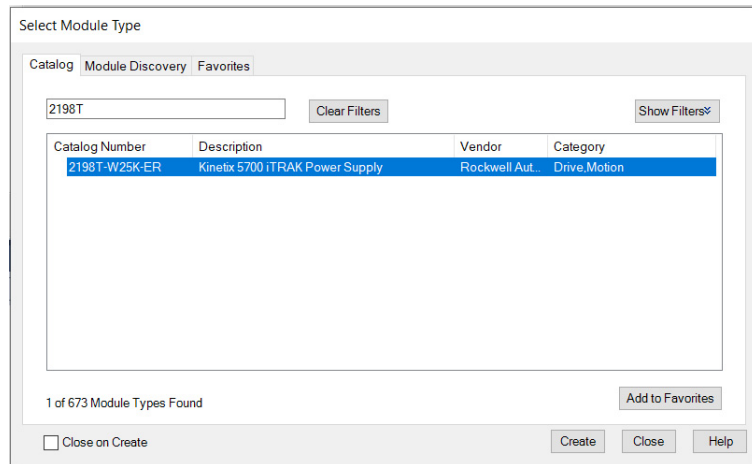 Select Module Type
Catalog Module Discovery Favorites
2198T Clear Filters Show Filters
Catalog Number Description Vendor Category
2198T-W25K-ER Kinetix 5700 iTRAK Power Supply Rockwell Aut... Drive,Motion
1 of 673 Module Types Found Add to Favorites
Close on Create Create Close Help